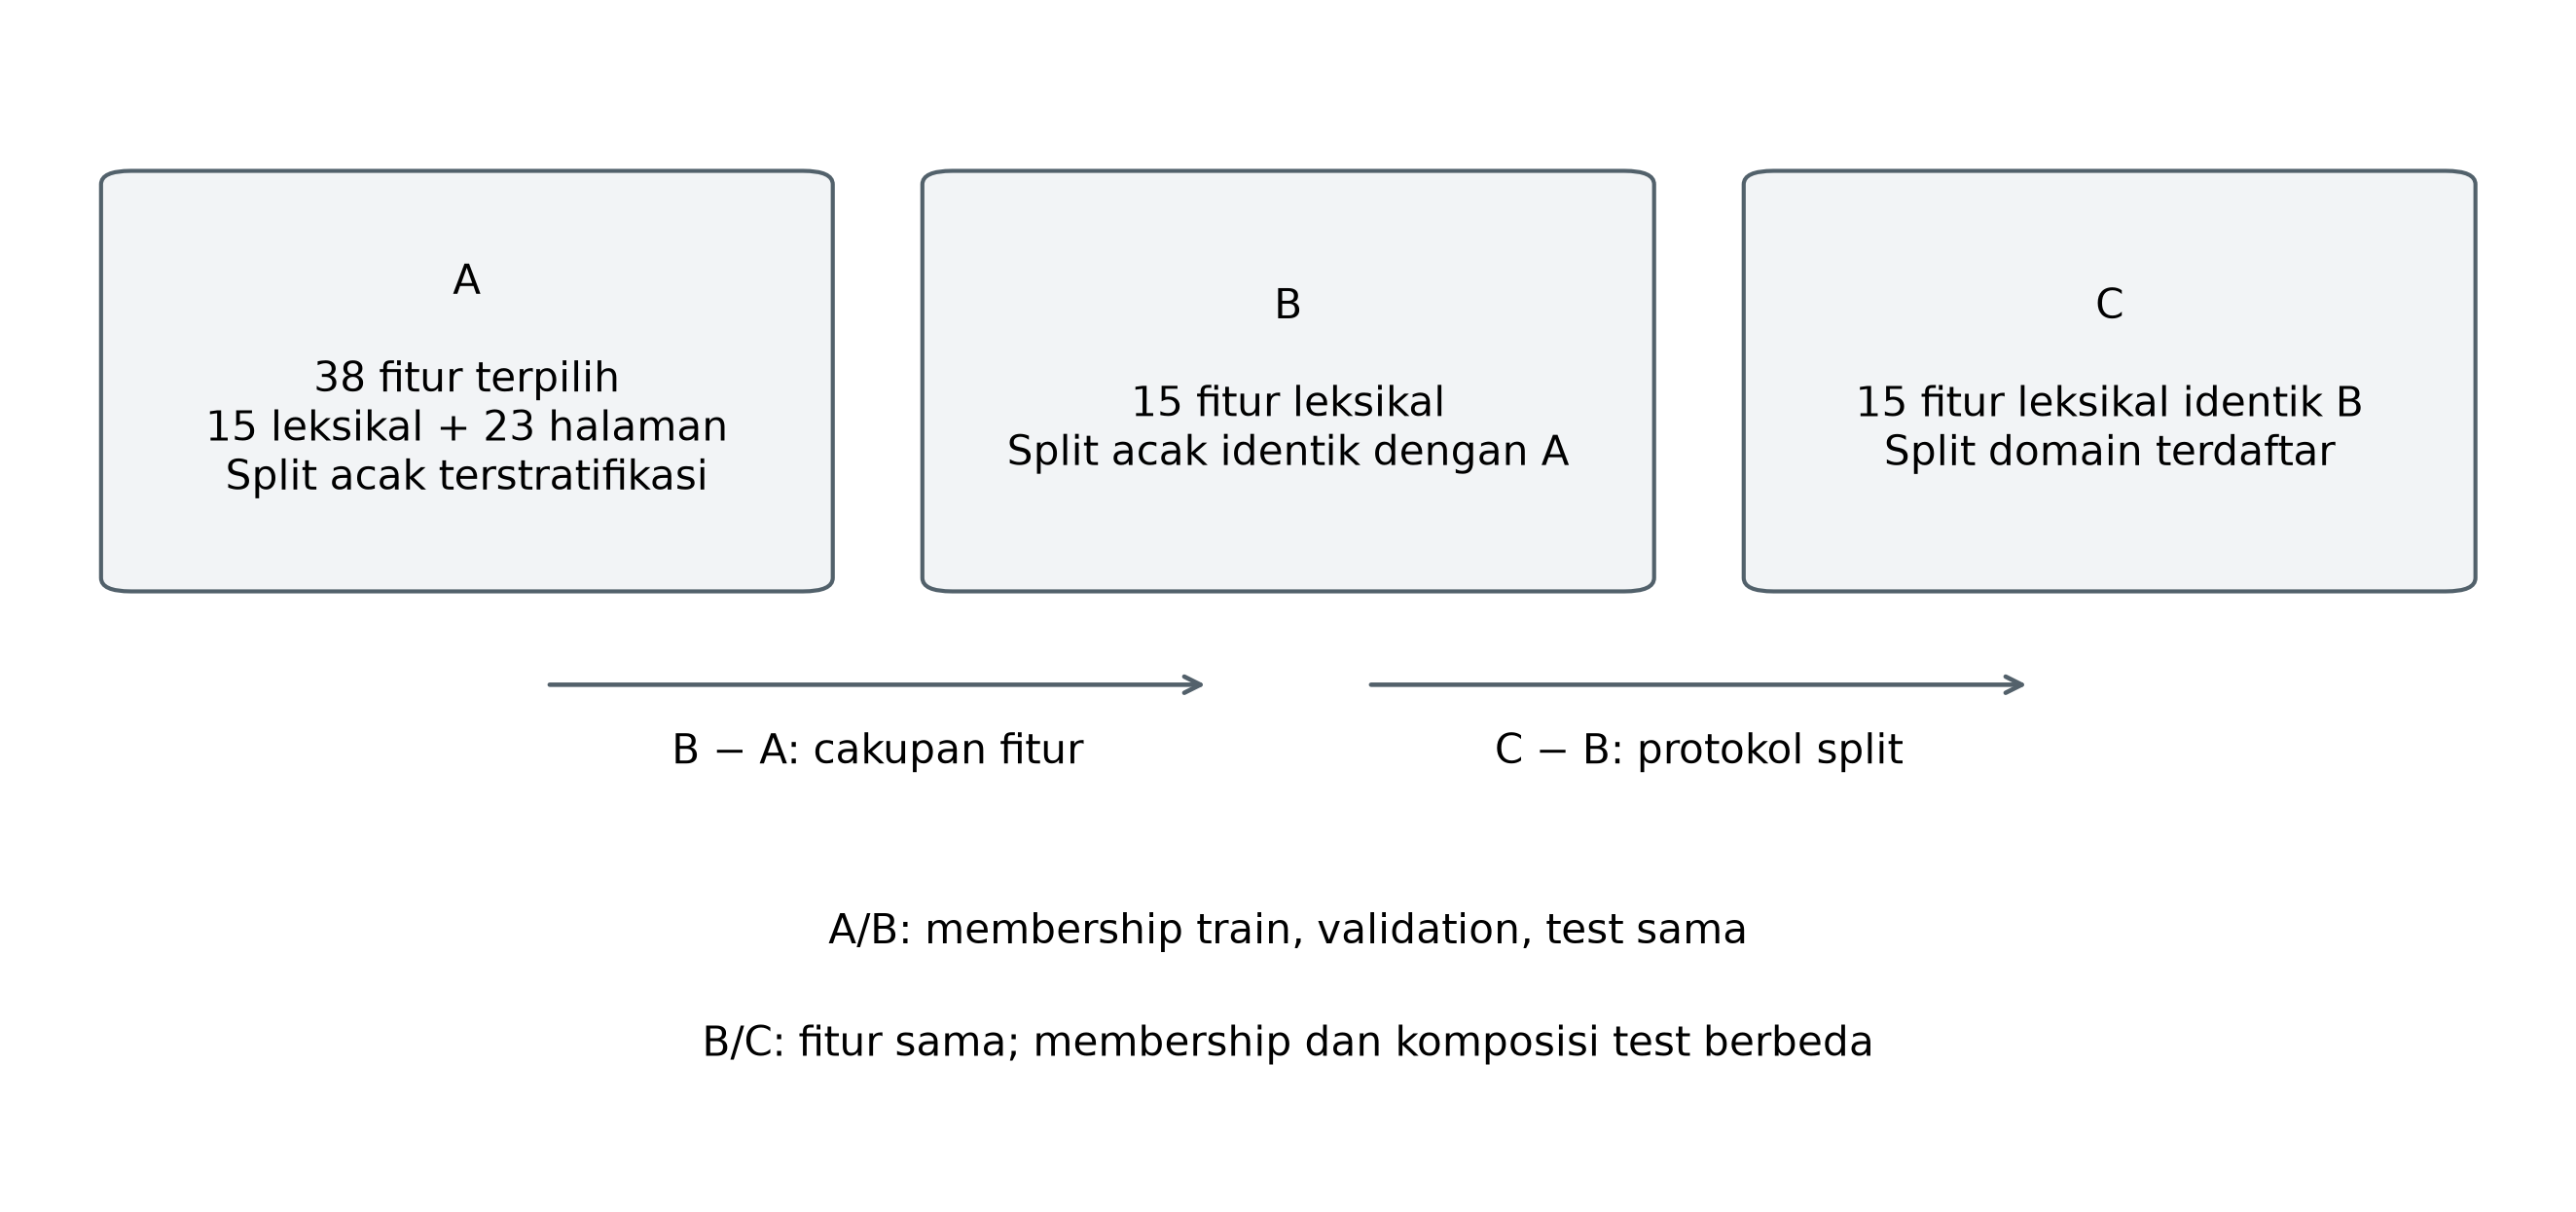 A
38 fitur terpilih
15 leksikal + 23 halaman
Split acak terstratifikasi
B
15 fitur leksikal
Split acak identik dengan A
C
15 fitur leksikal identik B
Split domain terdaftar
B − A: cakupan fitur
C − B: protokol split
A/B: membership train, validation, test sama
B/C: fitur sama; membership dan komposisi test berbeda